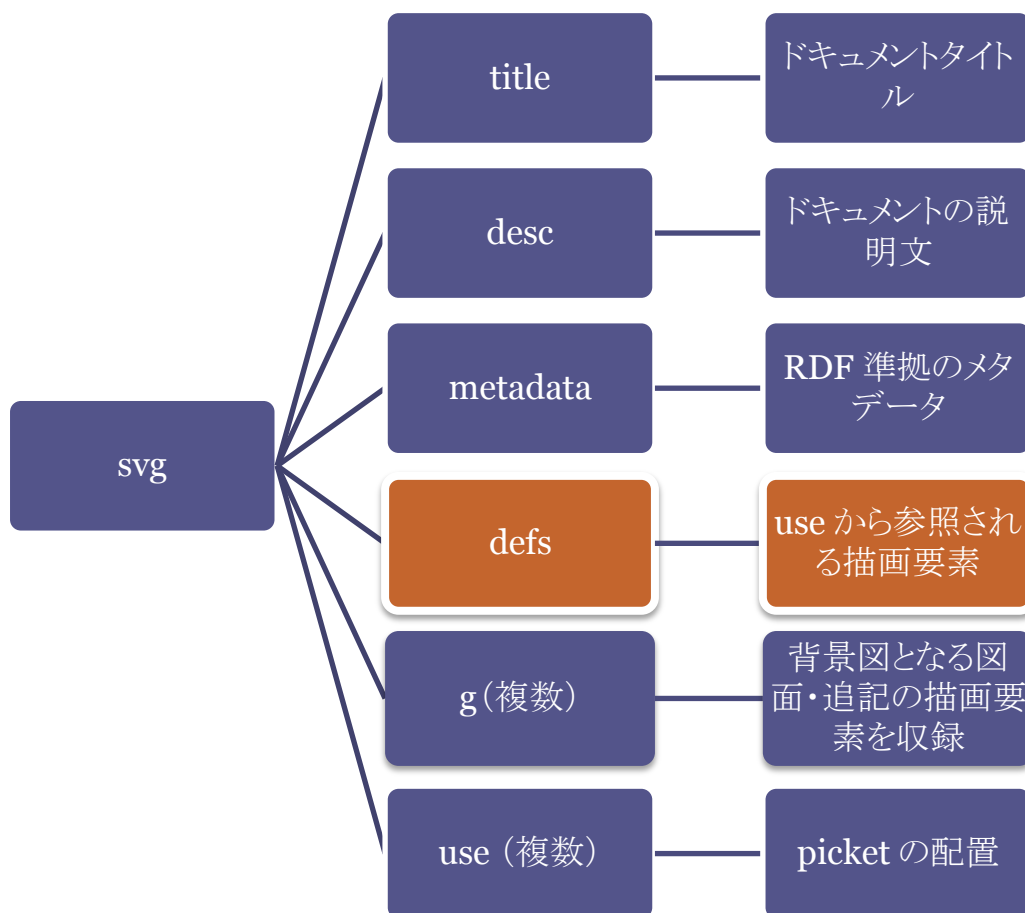 svg
title
ドキュメントタイト
ル
desc
ドキュメントの説
明文
metadata
RDF 準拠のメタ
データ
defs
use から参照され
る描画要素
g（複数）
背景図となる図
面・追記の描画要
素を収録
use（複数）
picket の配置